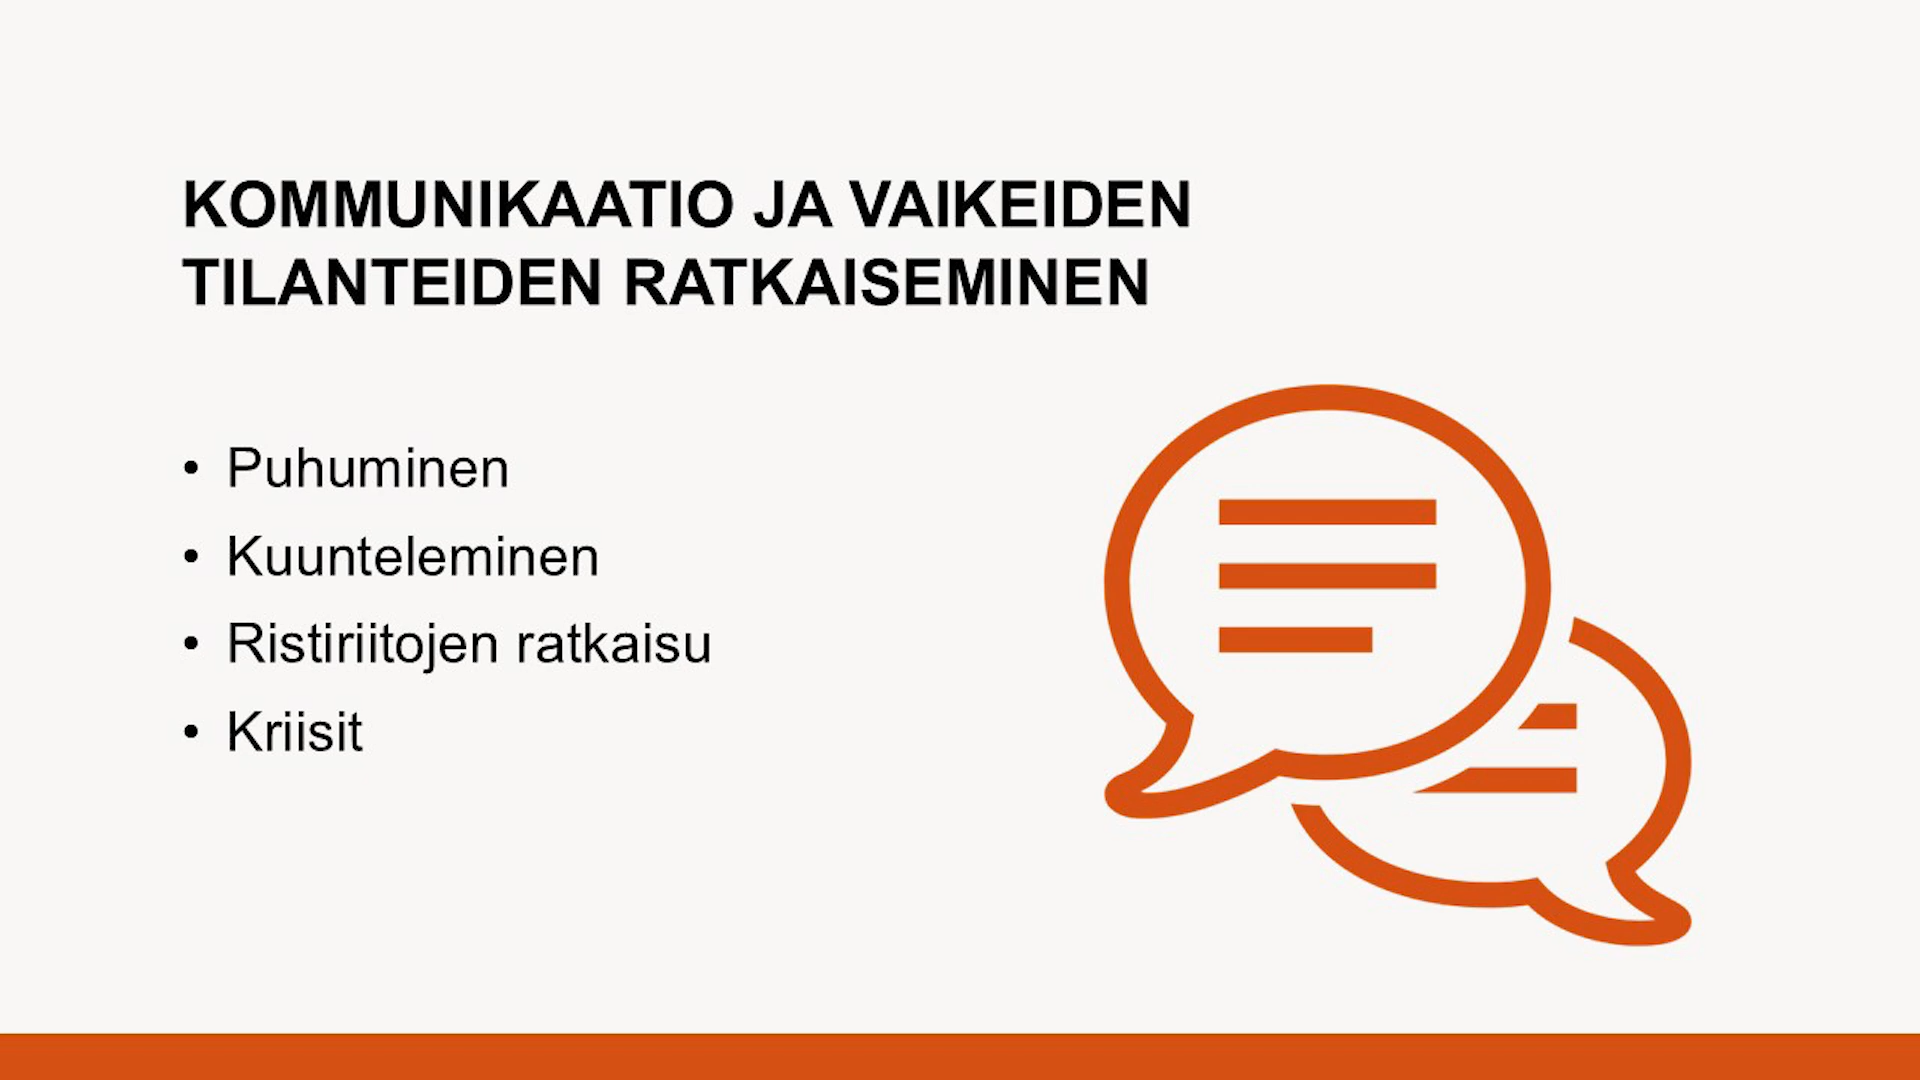 KOMMUNIKAATIO JA VAIKEIDEN
TILANTEIDEN RATKAISEMINEN
• Puhuminen
• Kuunteleminen
• Ristiriitojen ratkaisu
• Kriisit